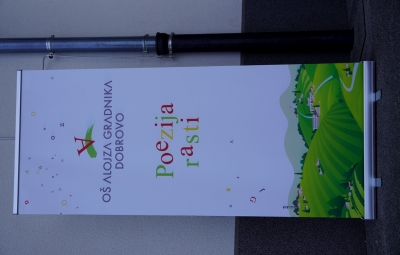 OŠ ALOJZA GRADNIKA
DOBROVO
Poezija
rasti